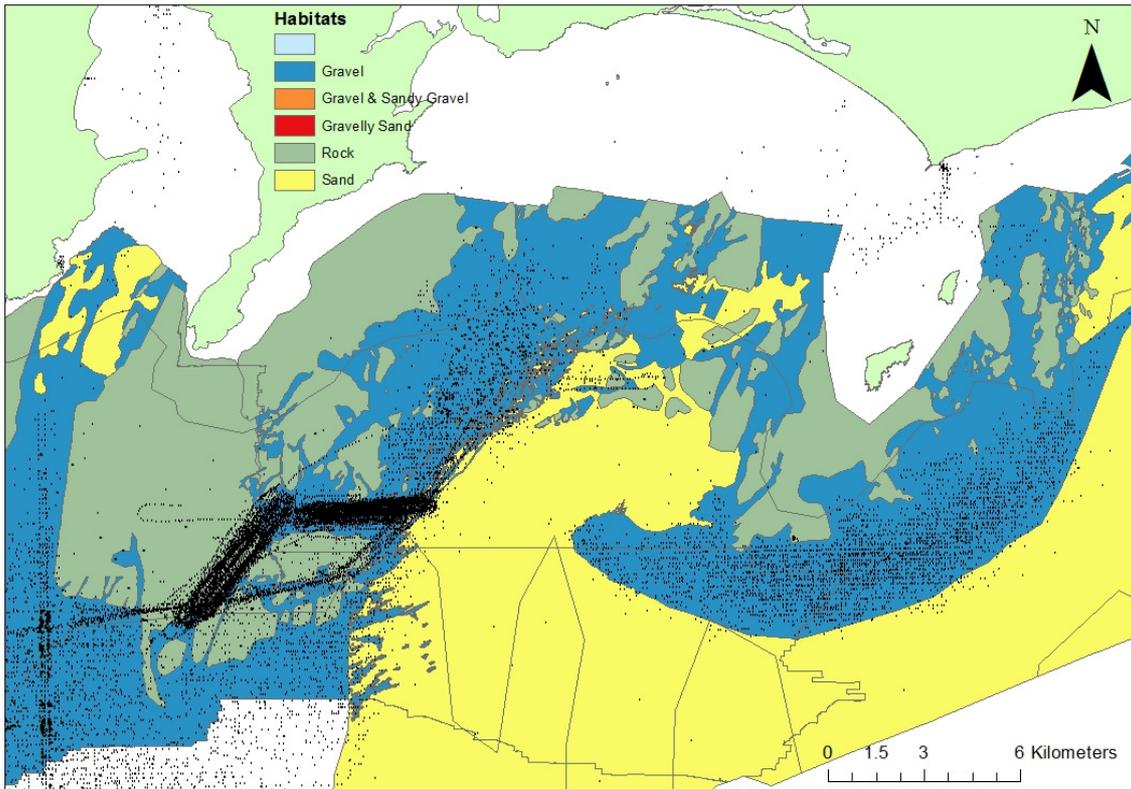 Habitats
Gravel
Gravel & Sandy Gravel
Gravelly Sand
Rock
Sand
N
0 1.5 3 6 Kilometers